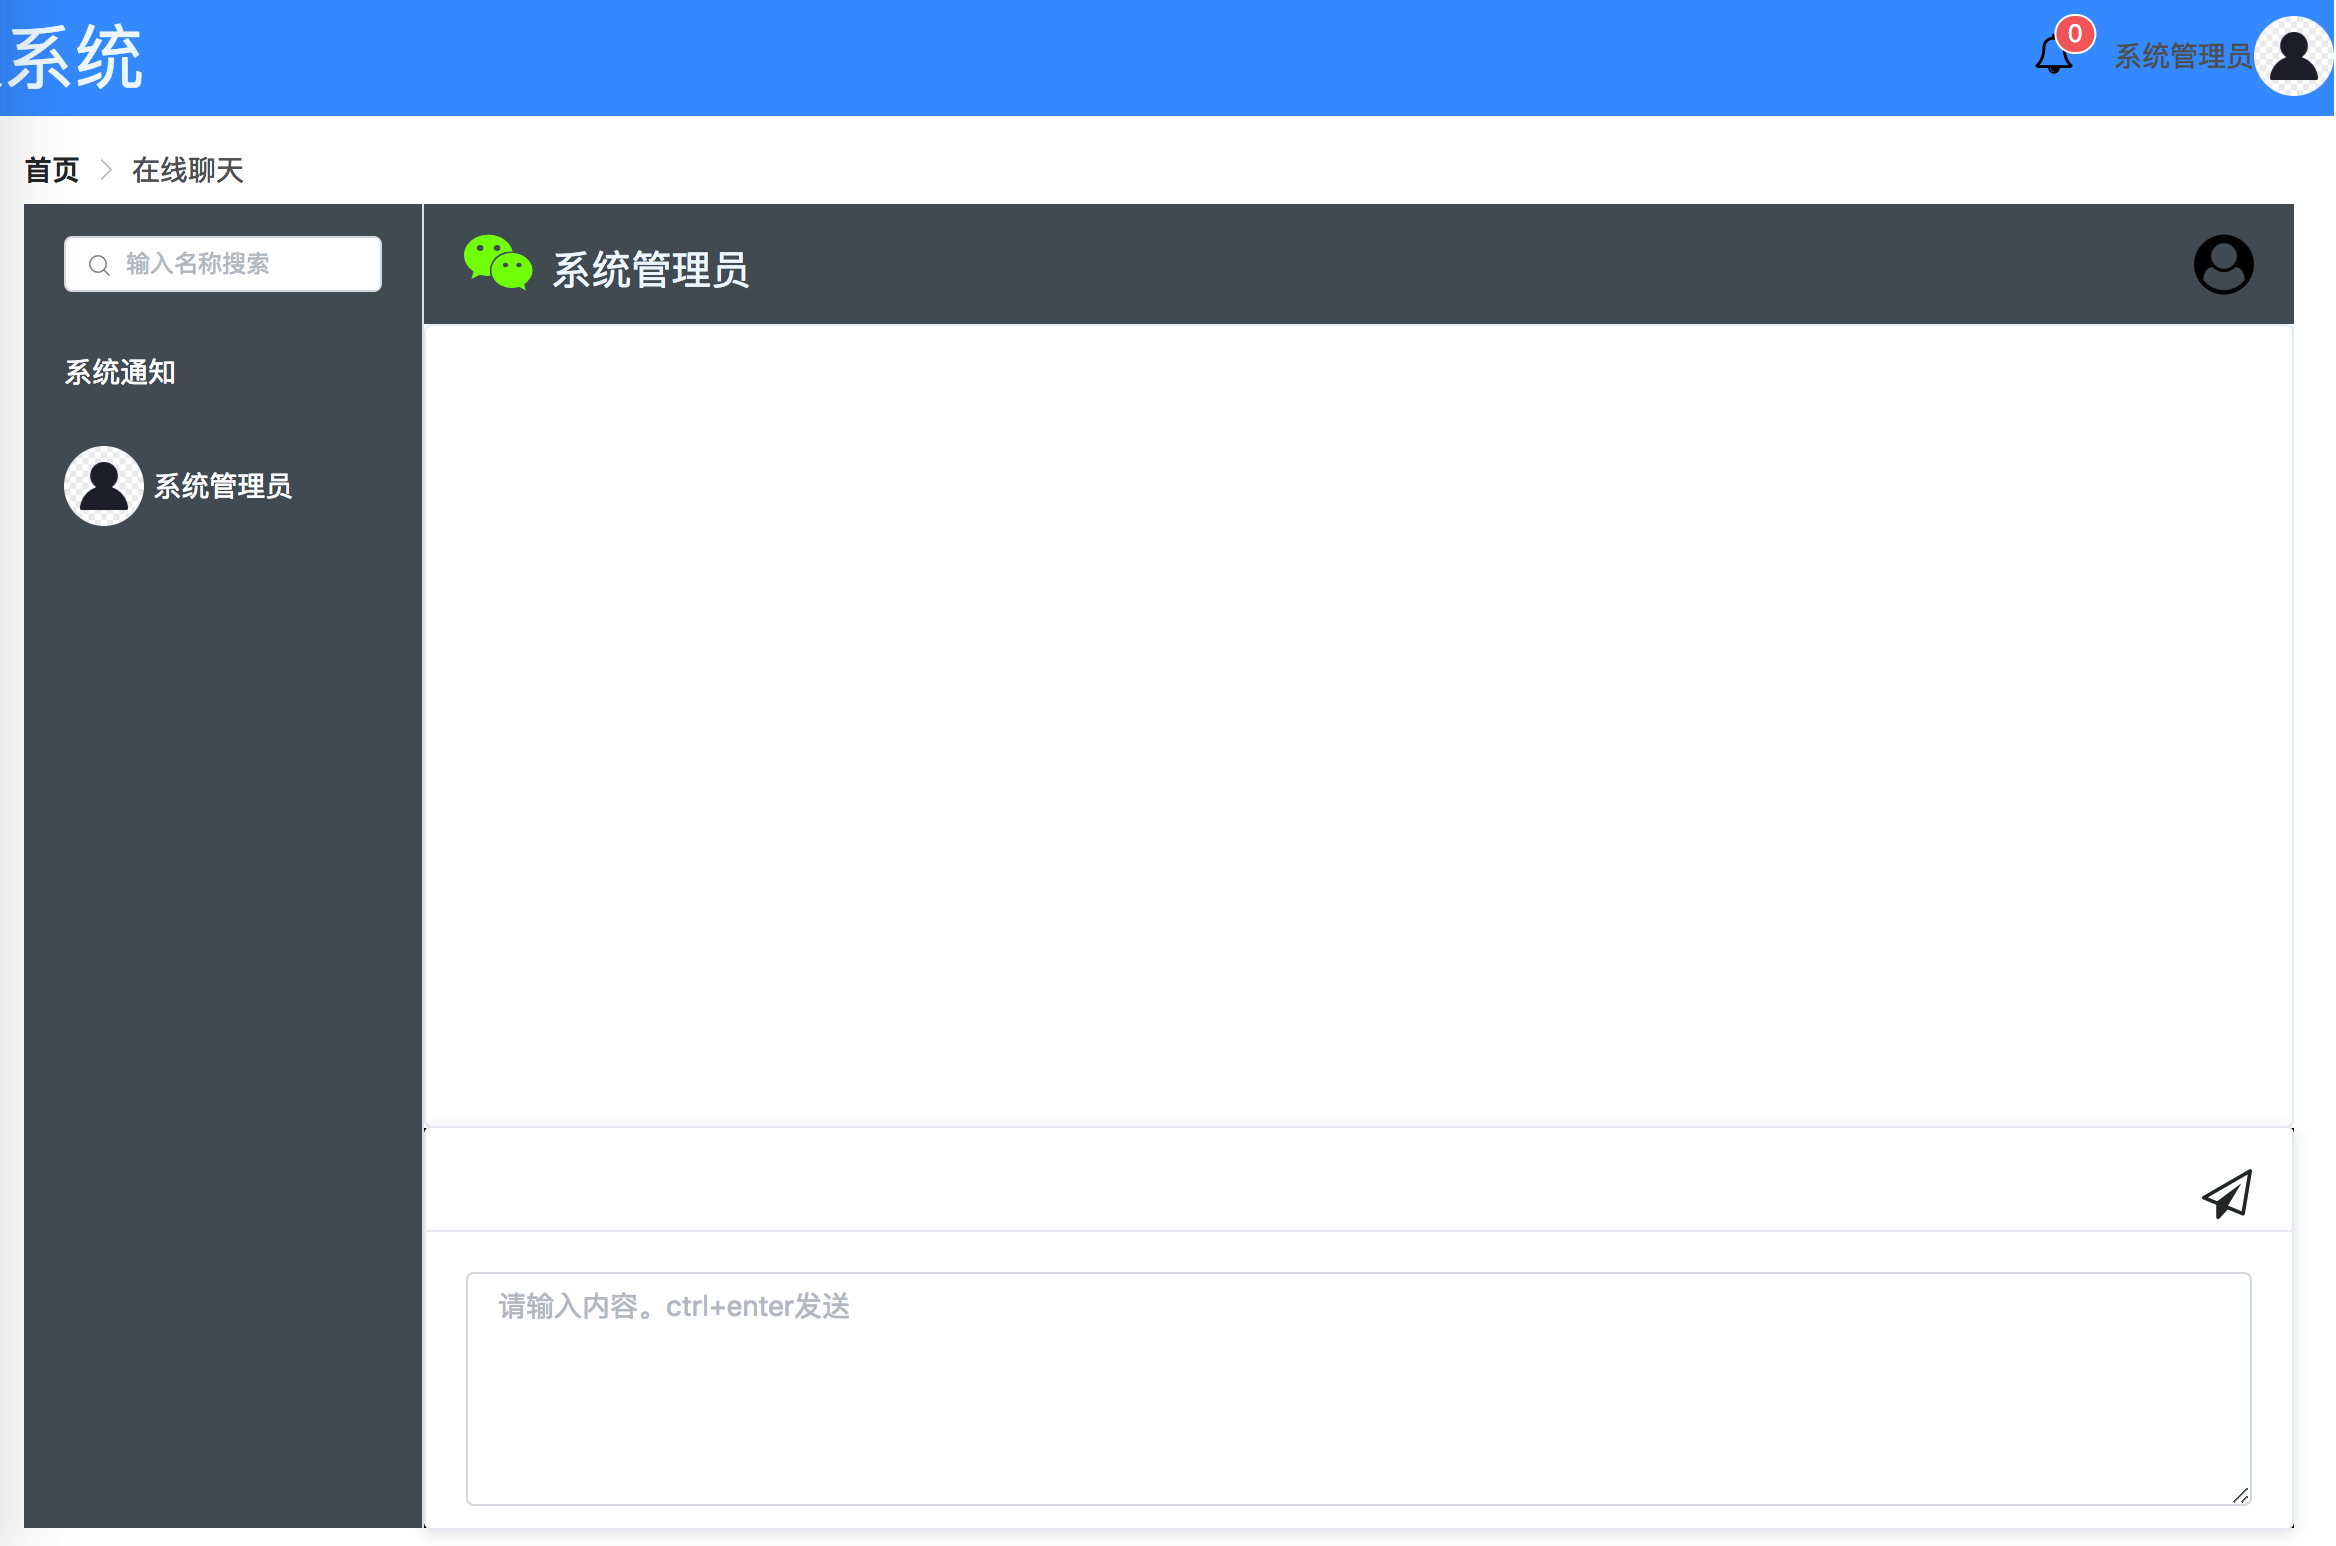 系统
0
系统管理员
首页
在线聊天
输入名称搜索
系统管理员
系统通知
系统管理员
请输入内容。ctrl+enter发送